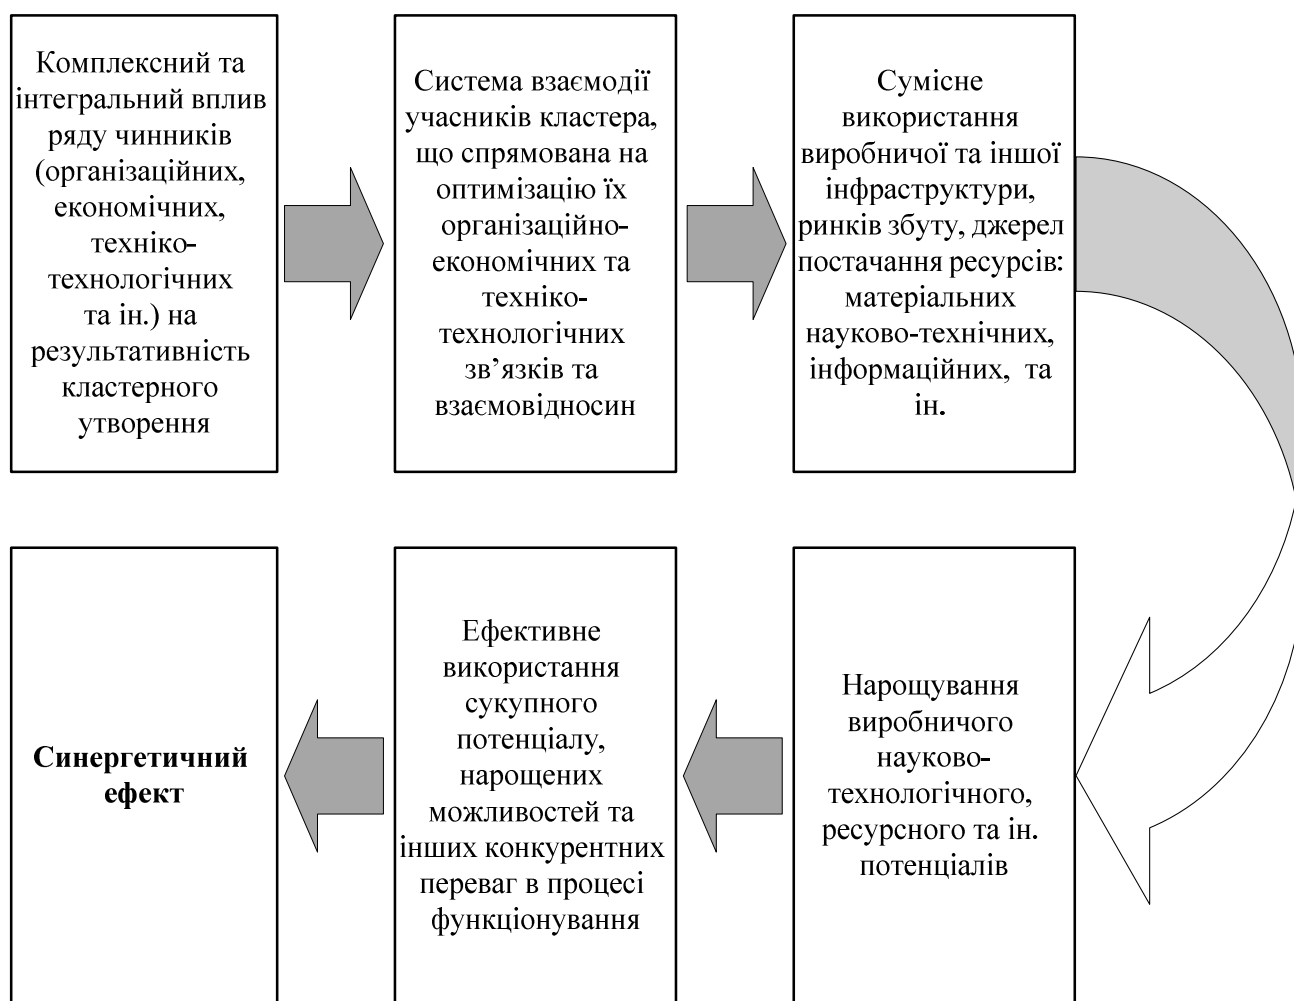 Комплексний та
інтегральний вплив
ряду чинників
(організаційних,
економічних,
техніко-
технологічних
та ін.) на
результативність
кластерного
утворення
Система взаємодії
учасників кластера,
що спрямована на
оптимізацію їх
організаційно-
економічних та
техніко-
технологічних
зв’язків та
взаємовідносин
Сумісне
використання
виробничої та іншої
інфраструктури,
ринків збуту, джерел
постачання ресурсів:
матеріальних
науково-технічних,
інформаційних, та
ін.
Нарощування
виробничого
науково-
технологічного,
ресурсного та ін.
потенціалів
Ефективне
використання
сукупного
потенціалу,
нарощених
можливостей та
інших конкурентних
переваг в процесі
функціонування
Синергетичний
ефект